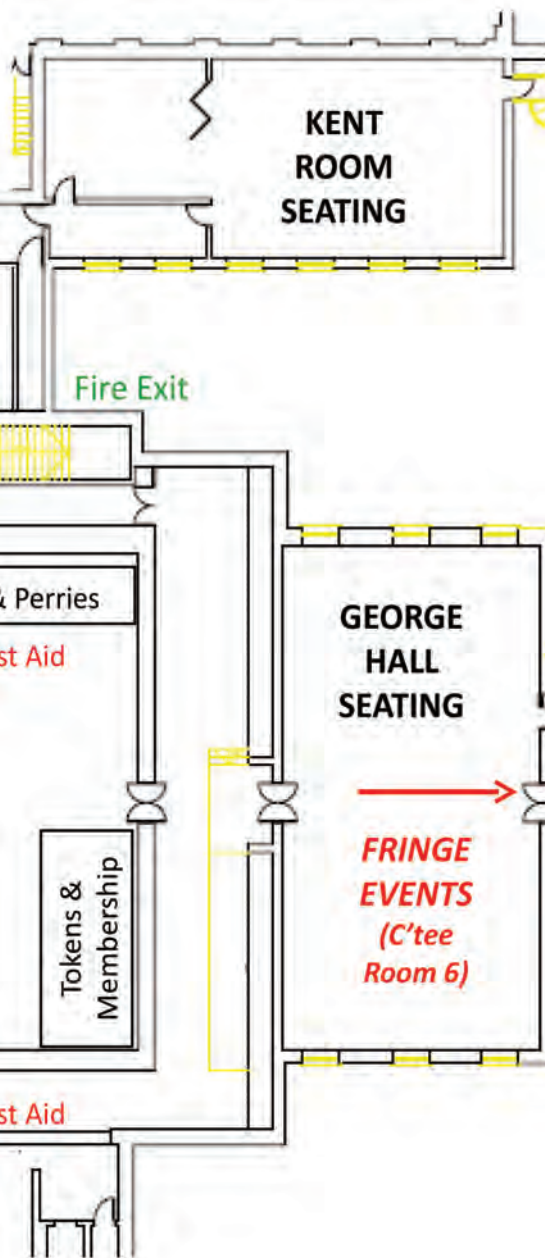 KENT
ROOM
SEATING
Fire Exit
& Perries
st Aid
GEORGE
HALL
SEATING
FRINGE
EVENTS
(C'tee
Room 6)
Tokens &
Membership
st Aid